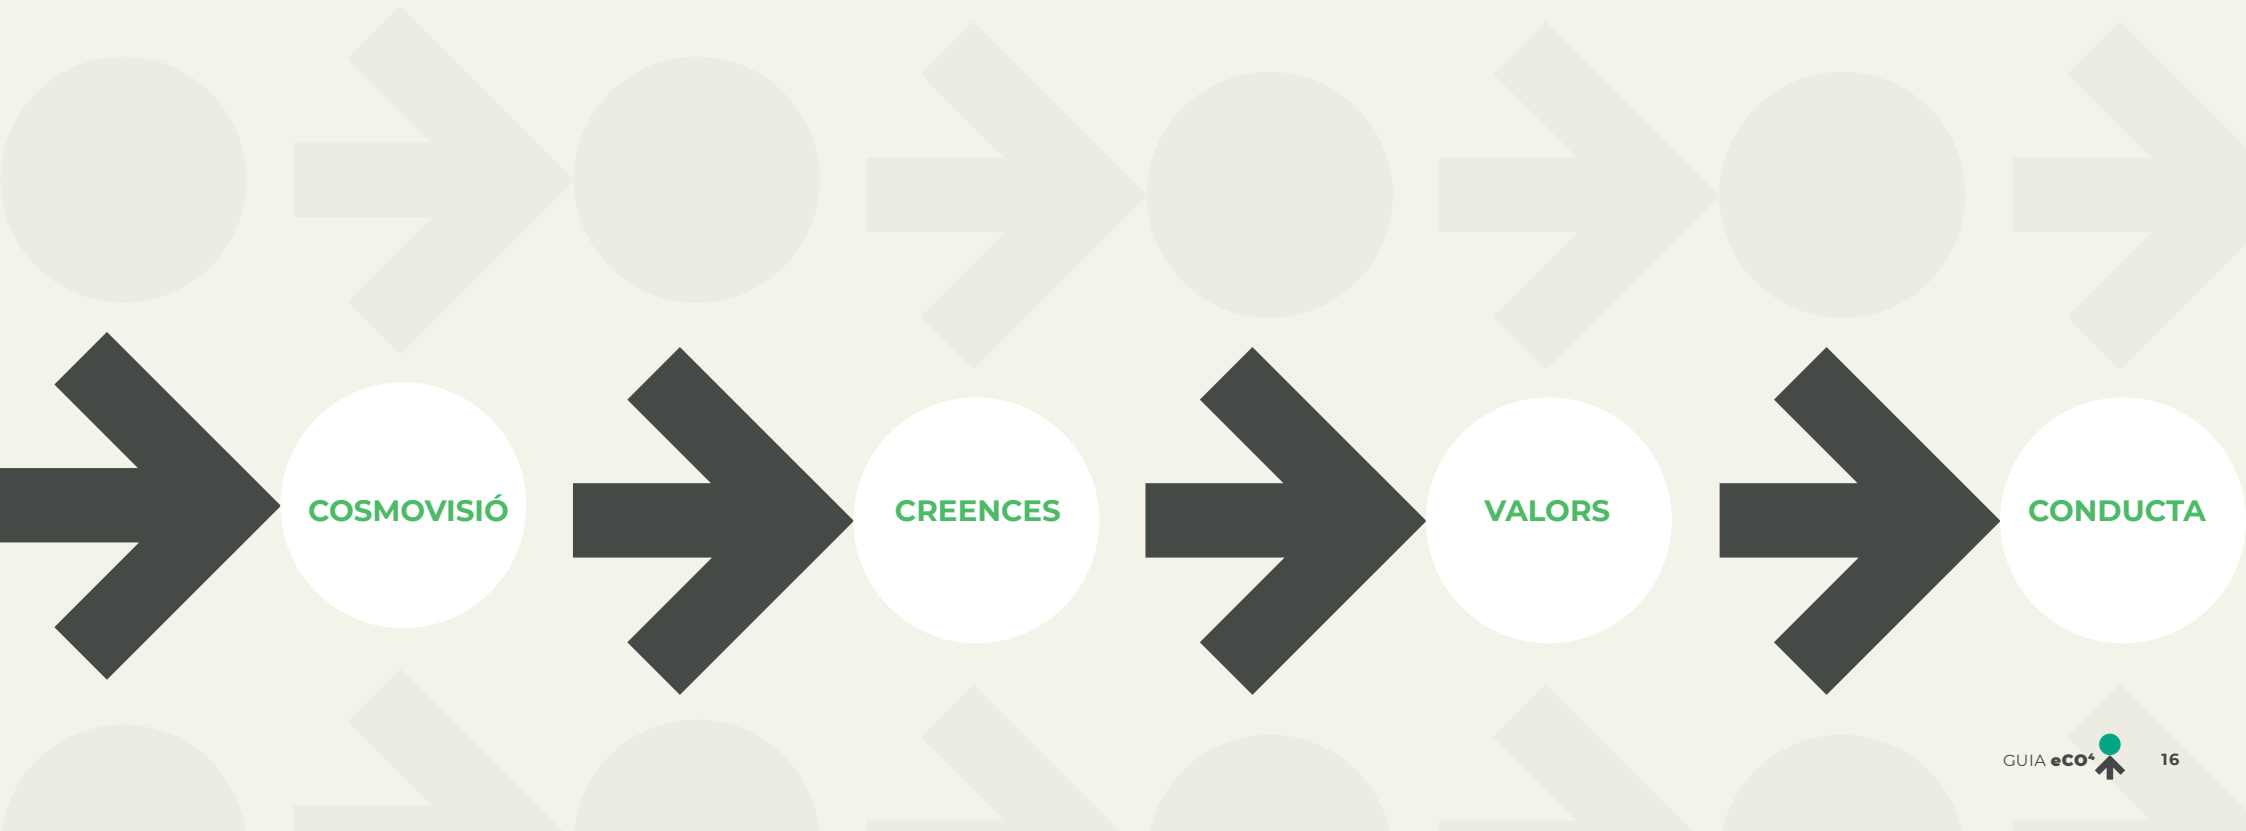 COSMOVISIÓ
CREENCES
VALORS
CONDUCTA
GUIA eCO⁴
16